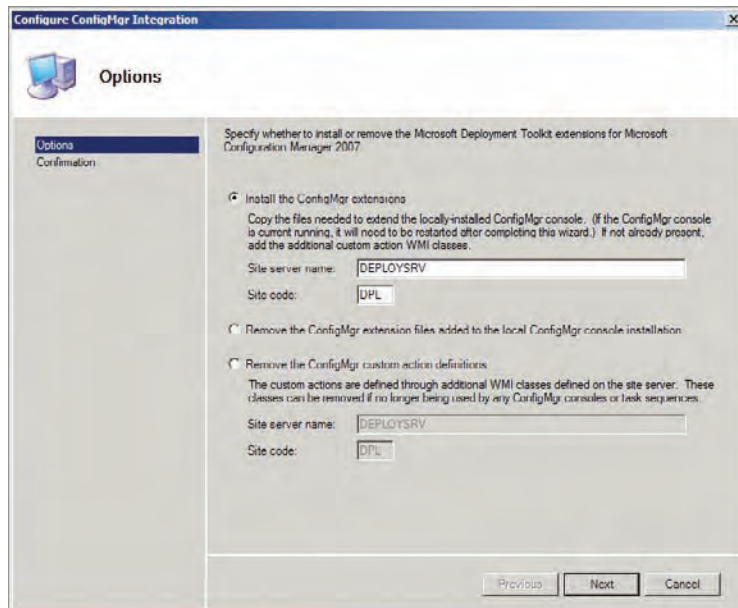 Configure ConfigMgr Integration
Options
Options
Confirmation
Specify whether to install or remove the Microsoft Deployment Toolkit extensions for Microsoft
Configuration Manager 2007.
Install the ConfigMgr extensions
Copy the files needed to extend the locally-installed ConfigMgr console. (If the ConfigMgr console
is current running, it will need to be restarted after completing this wizard.) If not already present,
add the additional custom action WMI classes.
Site server name: DEPLOYSRV
Site code: DPL
Remove the ConfigMgr extension files added to the local ConfigMgr console installation
Remove the ConfigMgr custom action definitions
The custom actions are defined through additional WMI classes defined on the site server. These
classes can be removed if no longer being used by any ConfigMgr consoles or task sequences.
Site server name: DEPLOYSRV
Site code: DPL
Previous Next Cancel